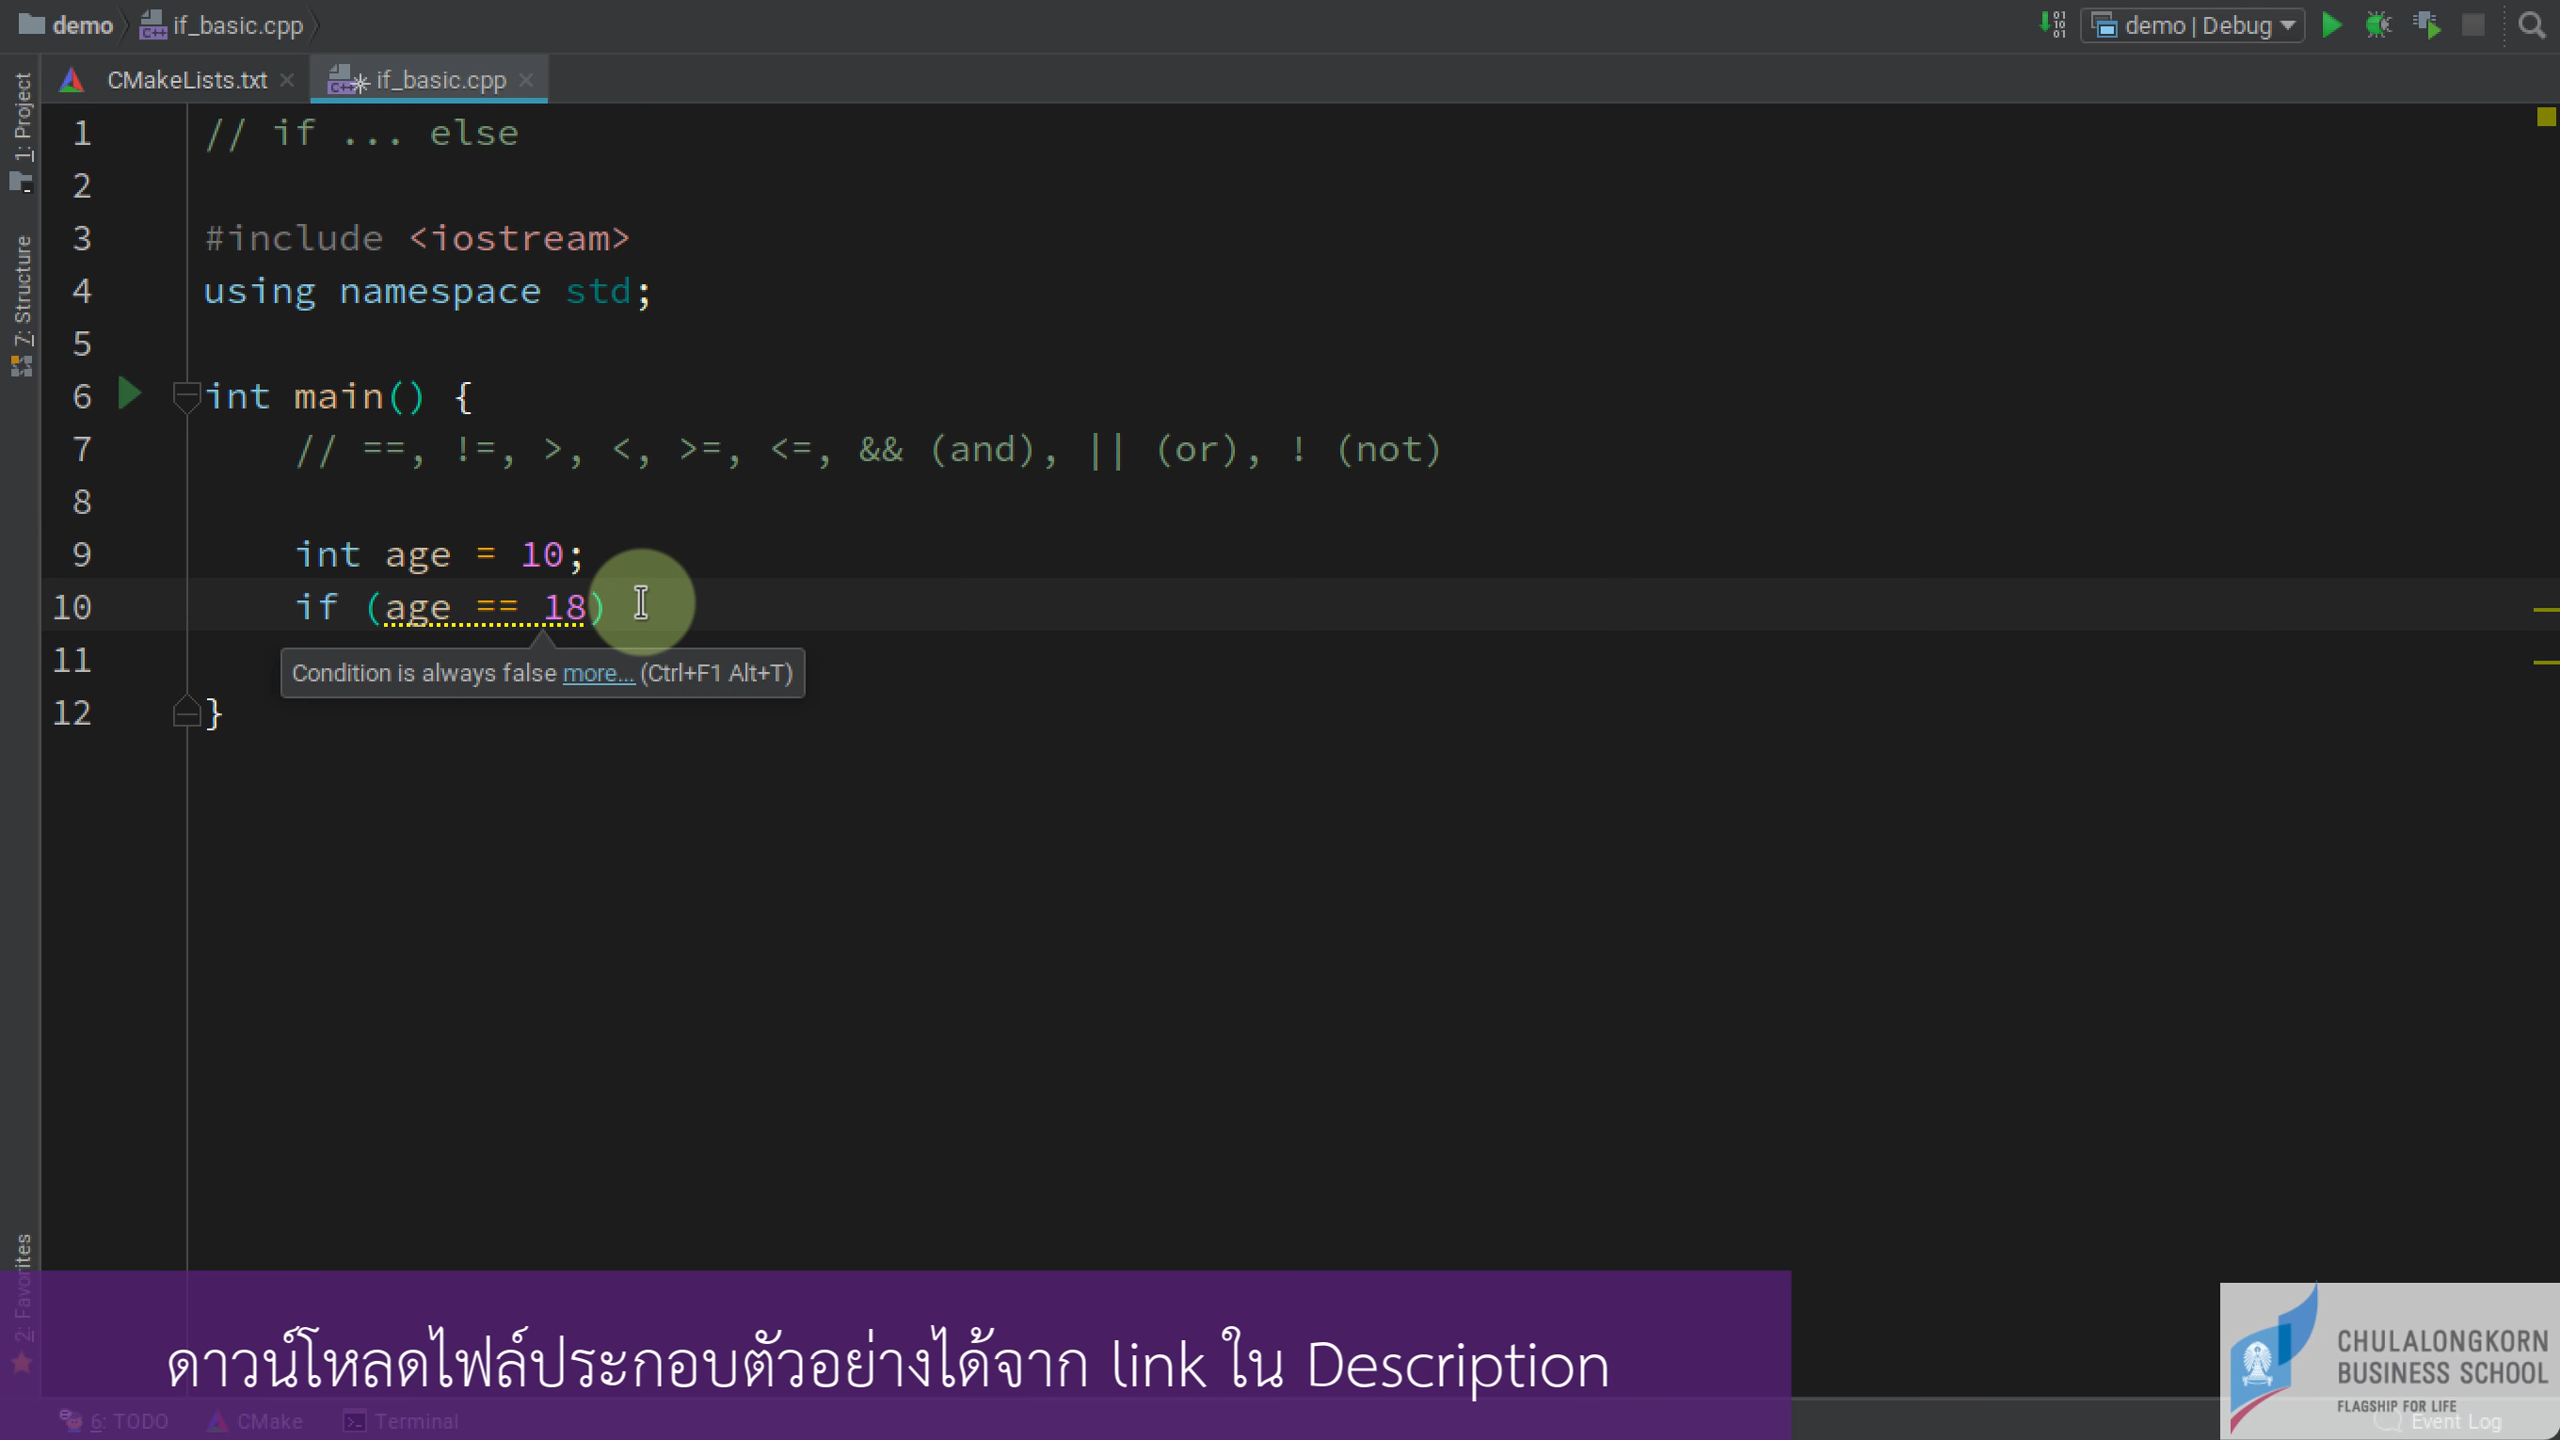 demo if_basic.cpp demo | Debug
CMakeLists.txt if_basic.cpp
1: Project
7: Structure
2: Favorites
1 // if ... else
2
3 #include <iostream>
4 using namespace std;
5
6 int main() {
7 // ==, !=, >, <, >=, <=, && (and), || (or), ! (not)
8
9 int age = 10;
10 if (age == 18)
11
Condition is always false more... (Ctrl+F1 Alt+T)
12 }
ดาวน์โหลดไฟล์ประกอบตัวอย่างได้จาก link ใน Description
CHULALONGKORN
BUSINESS SCHOOL
FLAGSHIP FOR LIFE
6: TODO CMake Terminal Event Log